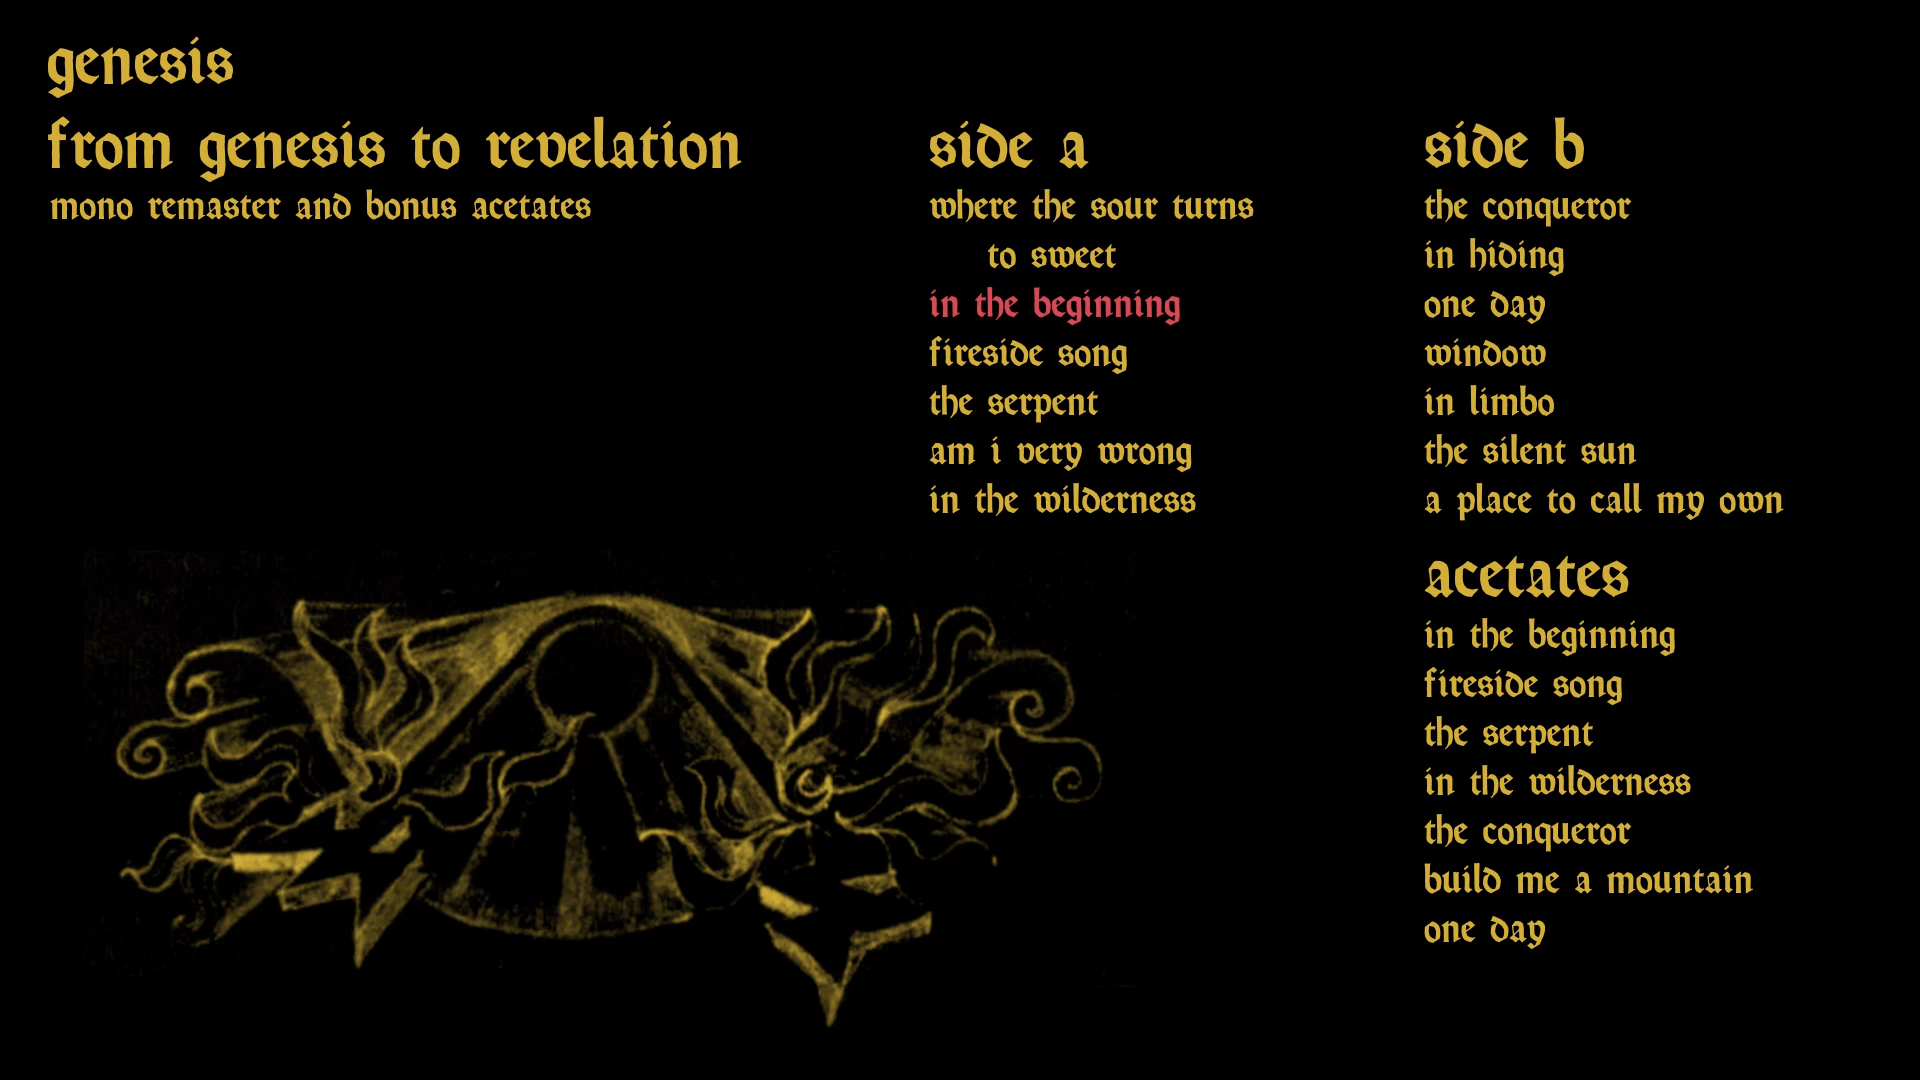 genesis
from genesis to revelation
mono remaster and bonus acetates
side a
where the sour turns
to sweet
in the beginning
fireside song
the serpent
am i very wrong
in the wilderness
side b
the conqueror
in hiding
one day
window
in limbo
the silent sun
a place to call my own
acetates
in the beginning
fireside song
the serpent
in the wilderness
the conqueror
build me a mountain
one day